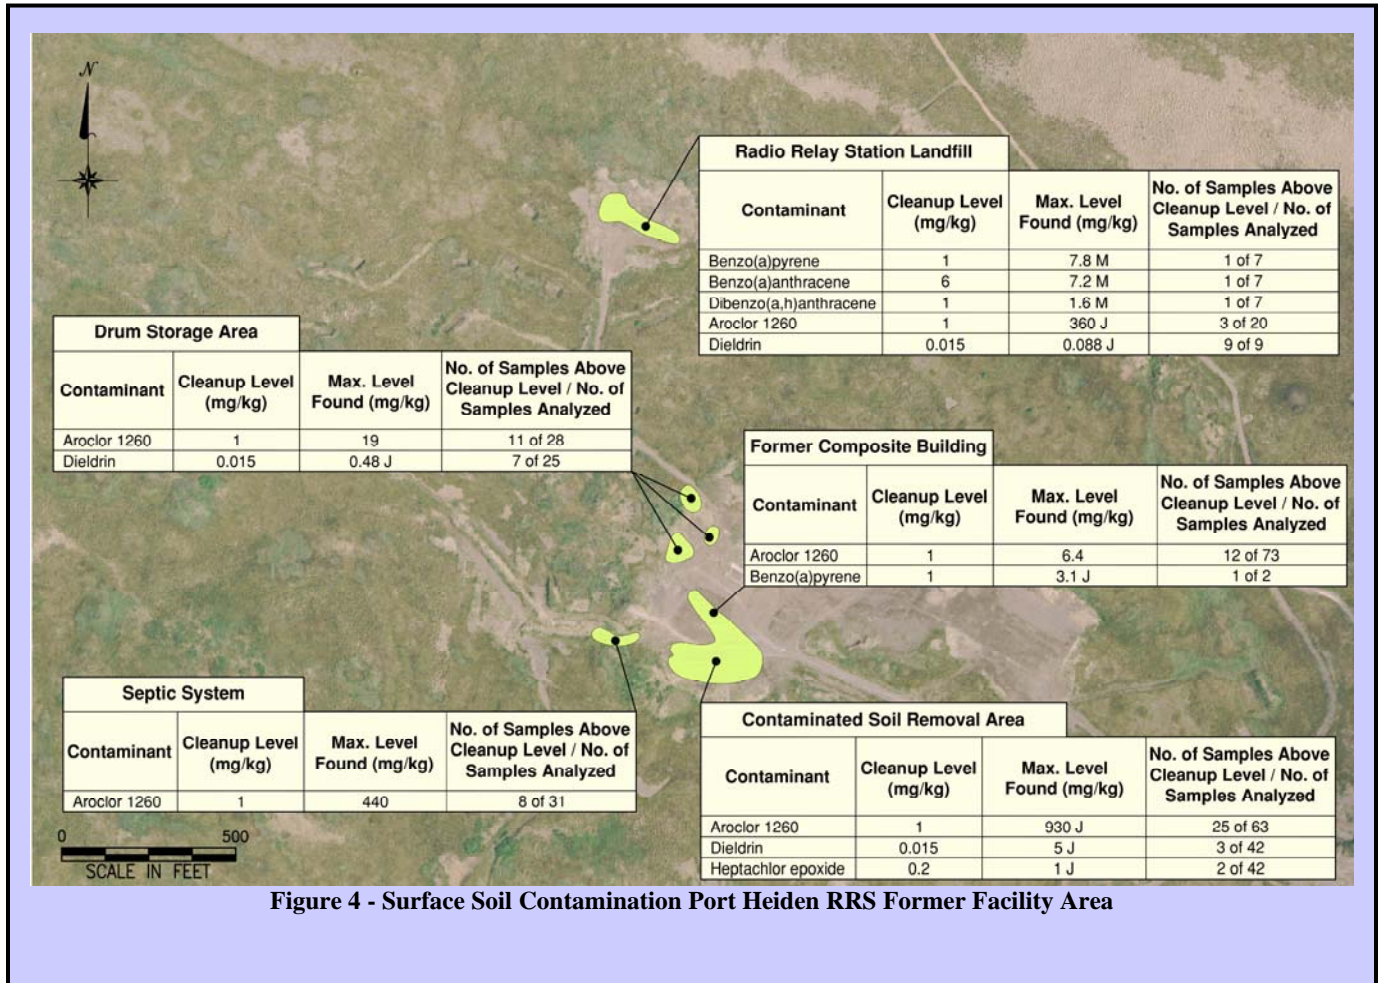 N
Radio Relay Station Landfill
Contaminant Cleanup Level (mg/kg) Max. Level Found (mg/kg) No. of Samples Above Cleanup Level / No. of Samples Analyzed
Benzo(a)pyrene 1 7.8 M 1 of 7
Benzo(a)anthracene 6 7.2 M 1 of 7
Dibenzo(a,h)anthracene 1 1.6 M 1 of 7
Aroclor 1260 1 360 J 3 of 20
Dieldrin 0.015 0.088 J 9 of 9
Drum Storage Area
Contaminant Cleanup Level (mg/kg) Max. Level Found (mg/kg) No. of Samples Above Cleanup Level / No. of Samples Analyzed
Aroclor 1260 1 19 11 of 28
Dieldrin 0.015 0.48 J 7 of 25
Former Composite Building
Contaminant Cleanup Level (mg/kg) Max. Level Found (mg/kg) No. of Samples Above Cleanup Level / No. of Samples Analyzed
Aroclor 1260 1 6.4 12 of 73
Benzo(a)pyrene 1 3.1 J 1 of 2
Septic System
Contaminant Cleanup Level (mg/kg) Max. Level Found (mg/kg) No. of Samples Above Cleanup Level / No. of Samples Analyzed
Aroclor 1260 1 440 8 of 31
Contaminated Soil Removal Area
Contaminant Cleanup Level (mg/kg) Max. Level Found (mg/kg) No. of Samples Above Cleanup Level / No. of Samples Analyzed
Aroclor 1260 1 930 J 25 of 63
Dieldrin 0.015 5 J 3 of 42
Heptachlor epoxide 0.2 1 J 2 of 42
0 500
SCALE IN FEET
Figure 4 - Surface Soil Contamination Port Heiden RRS Former Facility Area